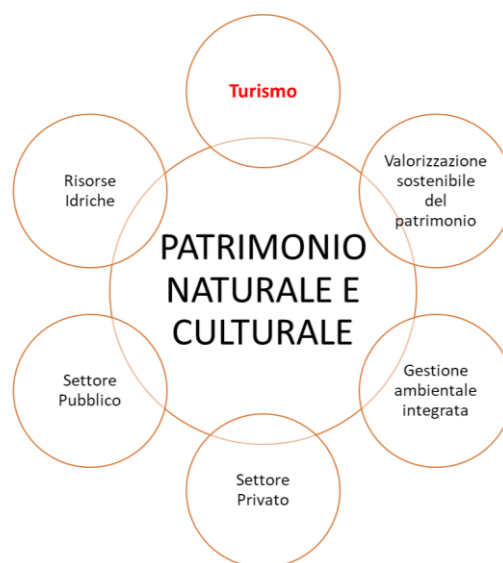 Turismo
Valorizzazione
sostenibile
del
patrimonio
Gestione
ambientale
integrata
Settore
Privato
Settore
Pubblico
Risorse
Idriche
PATRIMONIO
NATURALE E
CULTURALE